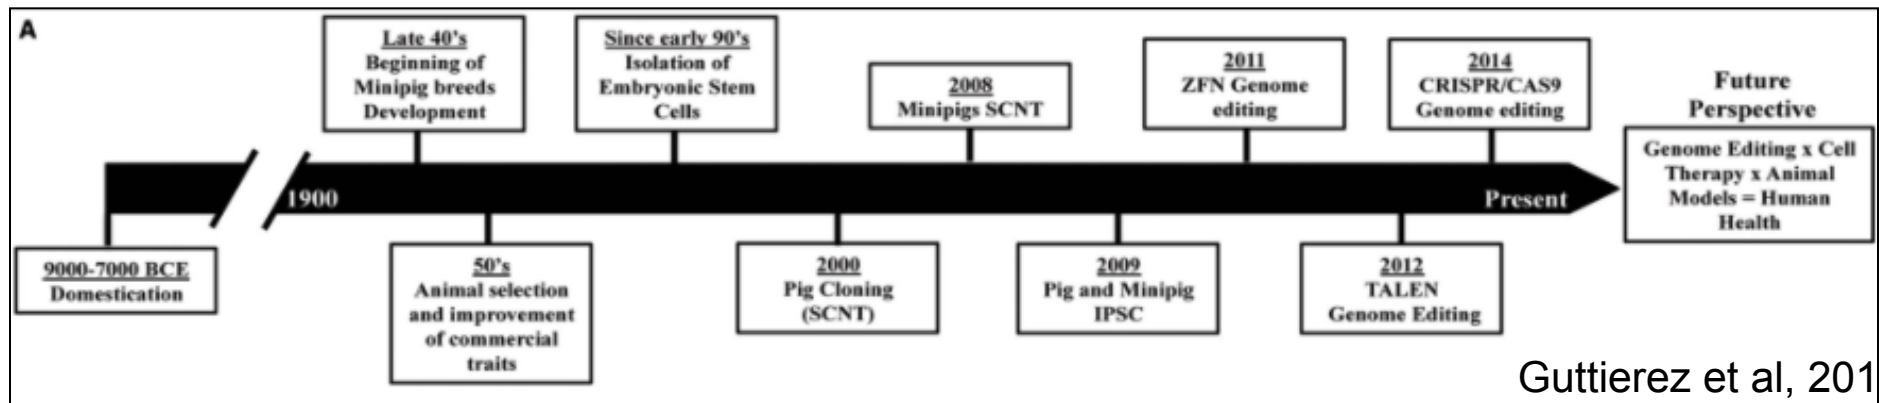 A
Late 40's
Beginning of
Minipig breeds
Development
Since early 90's
Isolation of
Embryonic Stem
Cells
2008
Minipigs SCNT
2011
ZFN Genome
editing
2014
CRISPR/CAS9
Genome editing
Future
Perspective
Genome Editing x Cell
Therapy x Animal
Models = Human
Health
1900
Present
9000-7000 BCE
Domestication
50's
Animal selection
and improvement
of commercial
traits
2000
Pig Cloning
(SCNT)
2009
Pig and Minipig
IPSC
2012
TALEN
Genome Editing
Guttierez et al, 201